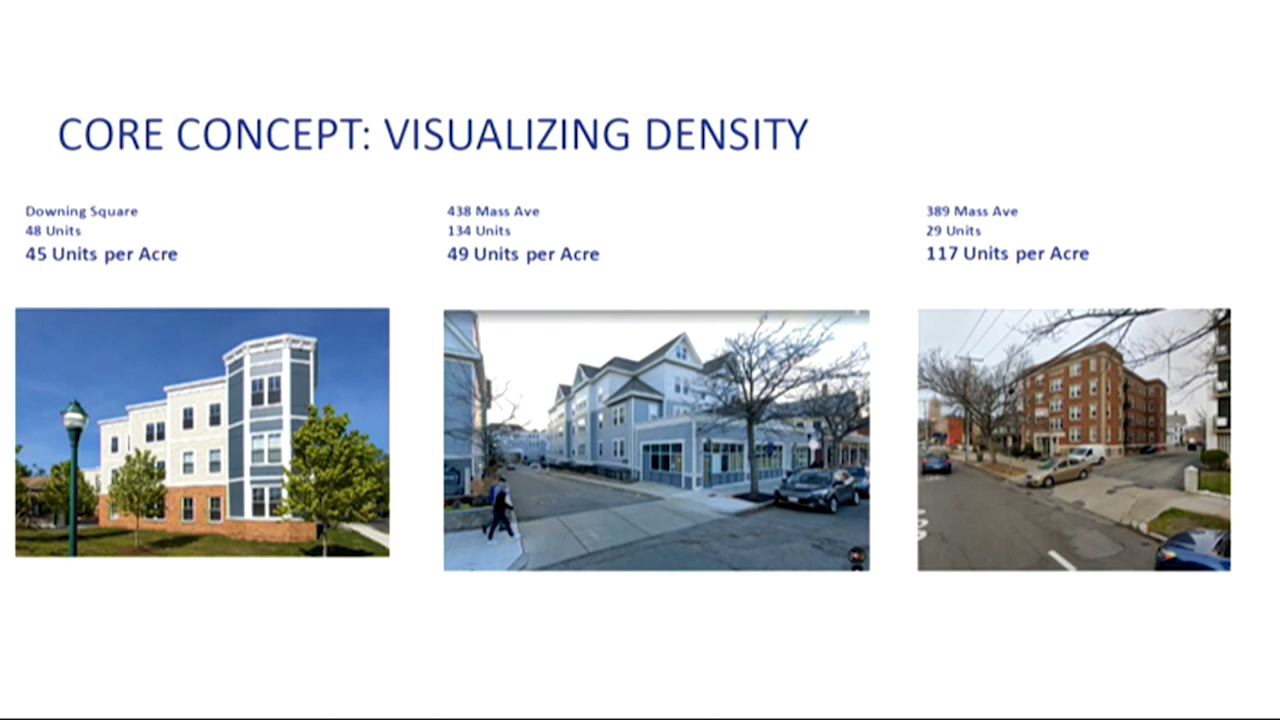 CORE CONCEPT: VISUALIZING DENSITY
Downing Square
48 Units
45 Units per Acre
438 Mass Ave
134 Units
49 Units per Acre
389 Mass Ave
29 Units
117 Units per Acre